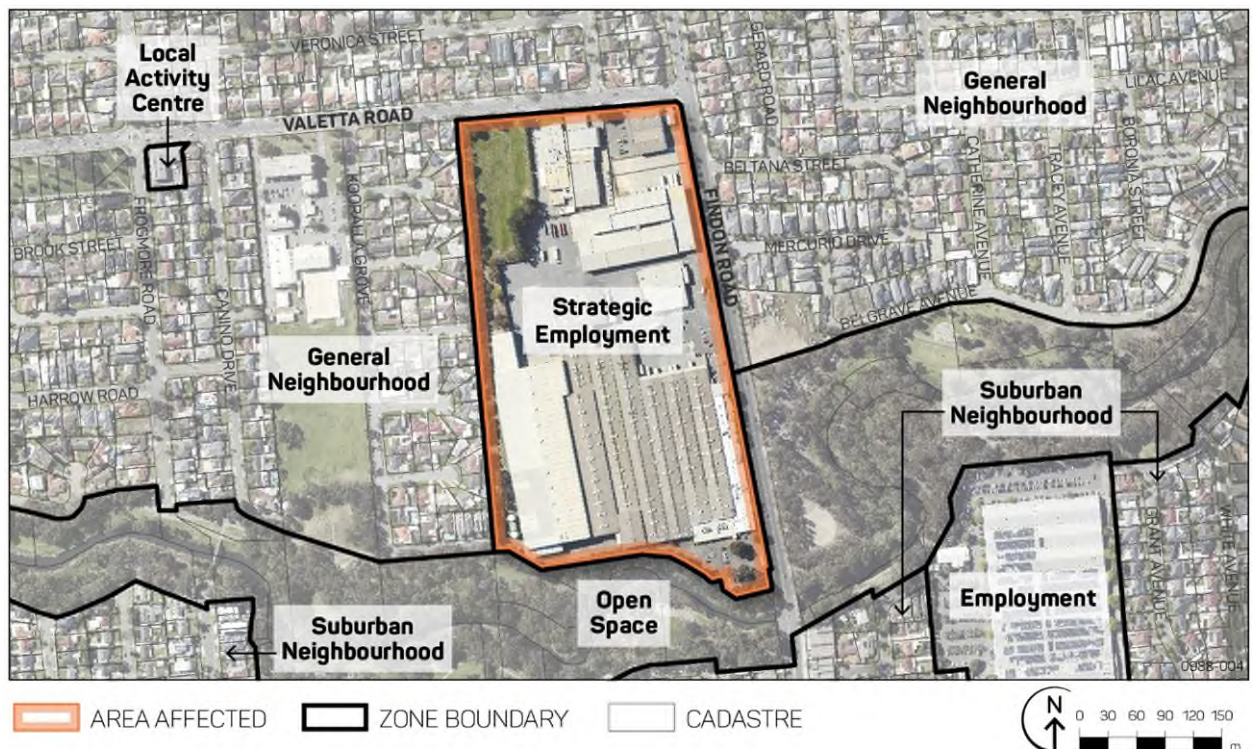 VERONICA STREET
Local
Activity
Centre
VALETTA ROAD
GERARD ROAD
General
Neighbourhood
LILAC AVENUE
BORONIA STREET
BELTANA STREET
CATHERINE AVENUE
TRACEY AVENUE
FINDON ROAD
KOORALLA GROVE
FROGMORE ROAD
BROOK STREET
MERCURIO DRIVE
CANINO DRIVE
BELGRAVE AVENUE
Strategic
Employment
General
Neighbourhood
HARROW ROAD
Suburban
Neighbourhood
GRANT AVENUE
WHITE AVENUE
Open
Space
Employment
Suburban
Neighbourhood
0988-004
AREA AFFECTED
ZONE BOUNDARY
CADASTRE
N
0 30 60 90 120 150
m